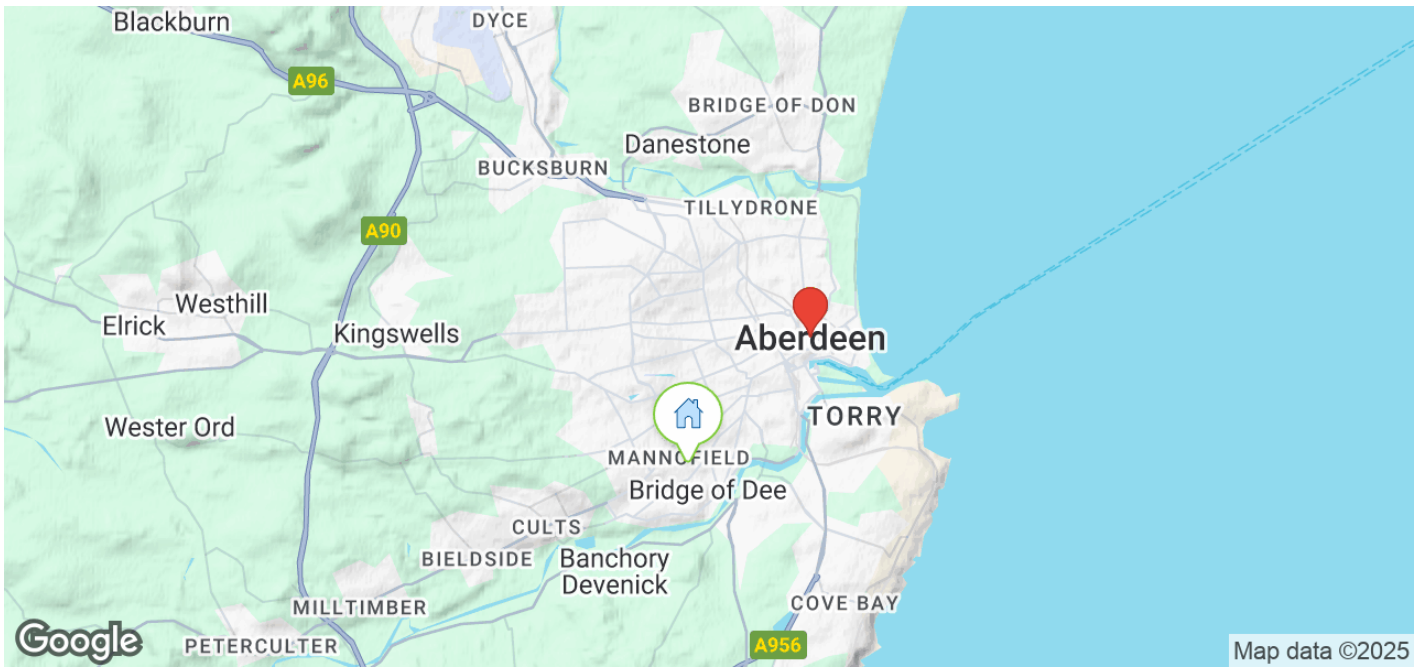 Blackburn
DYCE
A96
BRIDGE OF DON
Danestone
BUCKSBURN
TILLYDRONE
A90
Westhill
Elrick
Kingswells
Aberdeen
TORRY
Wester Ord
MANNOFIELD
Bridge of Dee
CULTS
BIELDSIDE
Banchory
Devenick
MILLTIMBER
COVE BAY
Google
PETERCULTER
A956
Map data ©2025